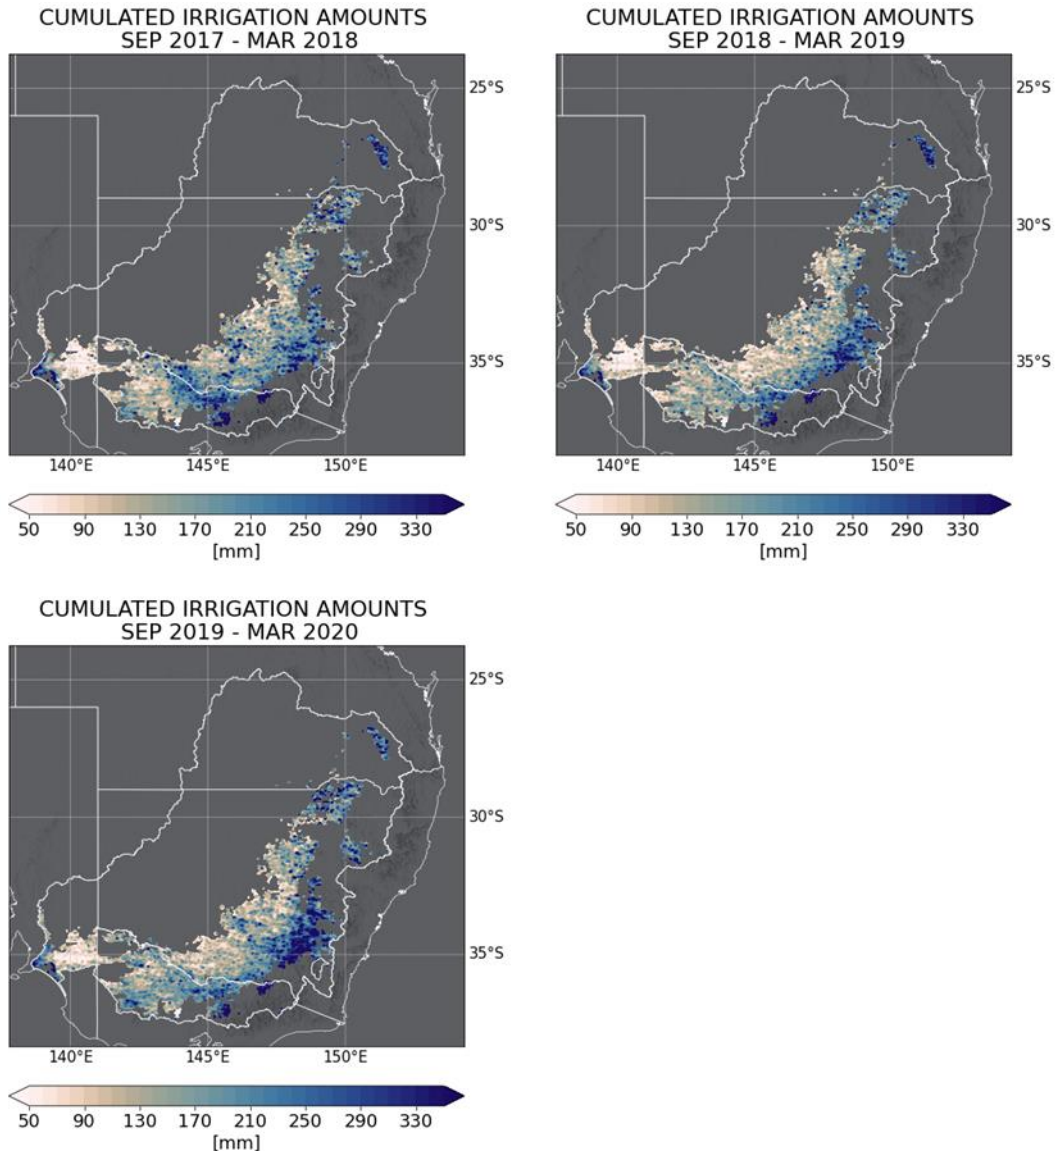 CUMULATED IRRIGATION AMOUNTS
SEP 2017 - MAR 2018
25°S
30°S
35°S
140°E 145°E 150°E
50 90 130 170 210 250 290 330
[mm]
CUMULATED IRRIGATION AMOUNTS
SEP 2018 - MAR 2019
25°S
30°S
35°S
140°E 145°E 150°E
50 90 130 170 210 250 290 330
[mm]
CUMULATED IRRIGATION AMOUNTS
SEP 2019 - MAR 2020
25°S
30°S
35°S
140°E 145°E 150°E
50 90 130 170 210 250 290 330
[mm]